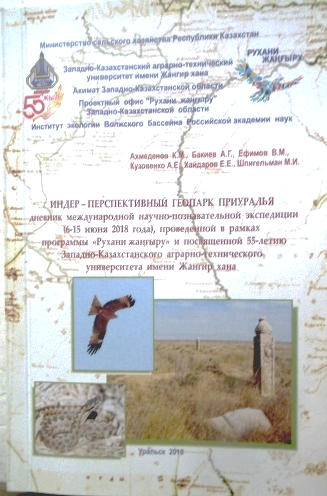 Министерство сельского хозяйства Республики Казахстан
Западно-Казахстанский аграрно-технический
университет имени Жангир хана
Акимат Западно-Казахстанской области
Проектный офис "Рухани жаңғыру"
Западно-Казахстанской области
Институт экологии Волжского бассейна Российской академии наук
РУХАНИ
ЖАҢҒЫРУ
55
Ахмеденов К.М., Бакиев А.Г., Ефимов В.М.,
Кузовенко А.Е., Хайдаров Е.Е., Шпигельман М.И.
ИНДЕР – ПЕРСПЕКТИВНЫЙ ГЕОПАРК ПРИУРАЛЬЯ
дневник международной научно-познавательной экспедиции
(6-15 июня 2018 года), проведенной в рамках
программы «Рухани жаңғыру» и посвященной 55-летию
Западно-Казахстанского аграрно-технического
университета имени Жангир хана
Уральск 2018